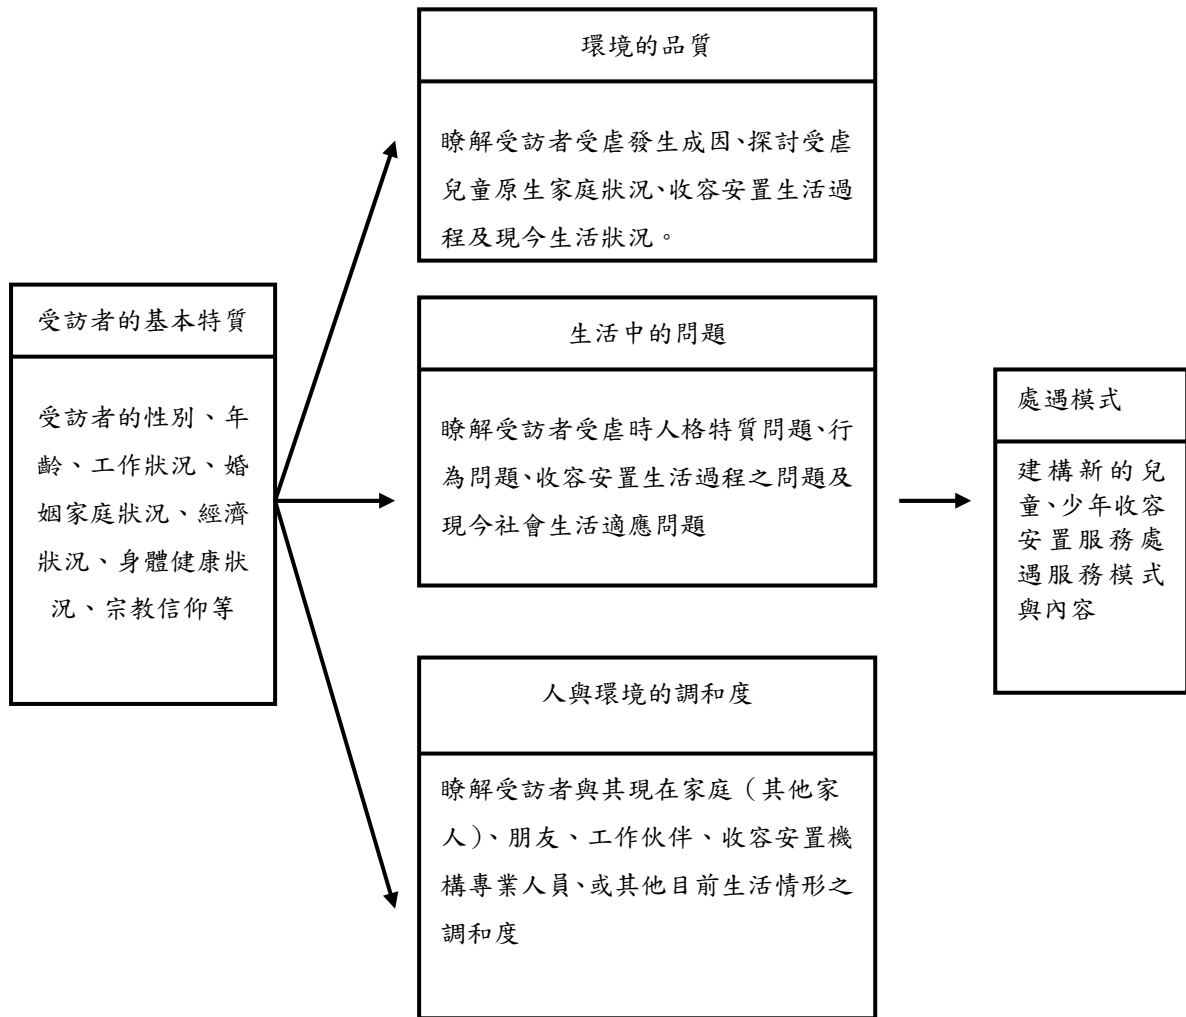 環境的品質
瞭解受訪者受虐發生成因、探討受虐
兒童原生家庭狀況、收容安置生活過
程及現今生活狀況。
受訪者的基本特質
受訪者的性別、年
齡、工作狀況、婚
姻家庭狀況、經濟
狀況、身體健康狀
況、宗教信仰等
生活中的問題
瞭解受訪者受虐時人格特質問題、行
為問題、收容安置生活過程之問題及
現今社會生活適應問題
人與環境的調和度
瞭解受訪者與其現在家庭（其他家
人）、朋友、工作伙伴、收容安置機
構專業人員、或其他目前生活情形之
調和度
處遇模式
建構新的兒
童、少年收容
安置服務處
遇服務模式
與內容